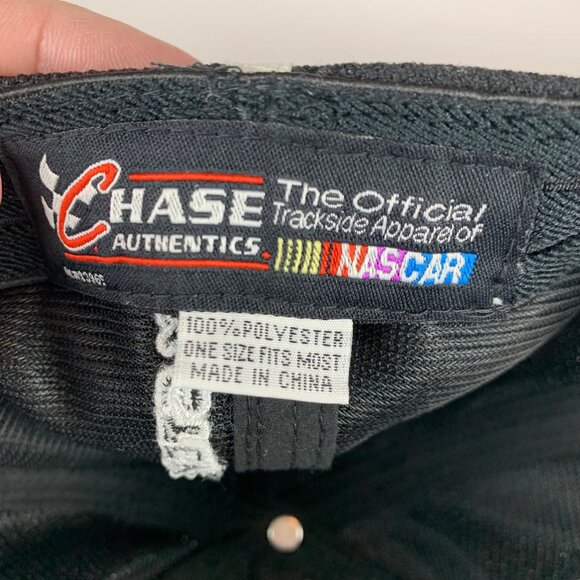 CHASE
AUTHENTICS.
The Official
Trackside Apparel of
NASCAR
100%POLYESTER
ONE SIZE FITS MOST
MADE IN CHINA